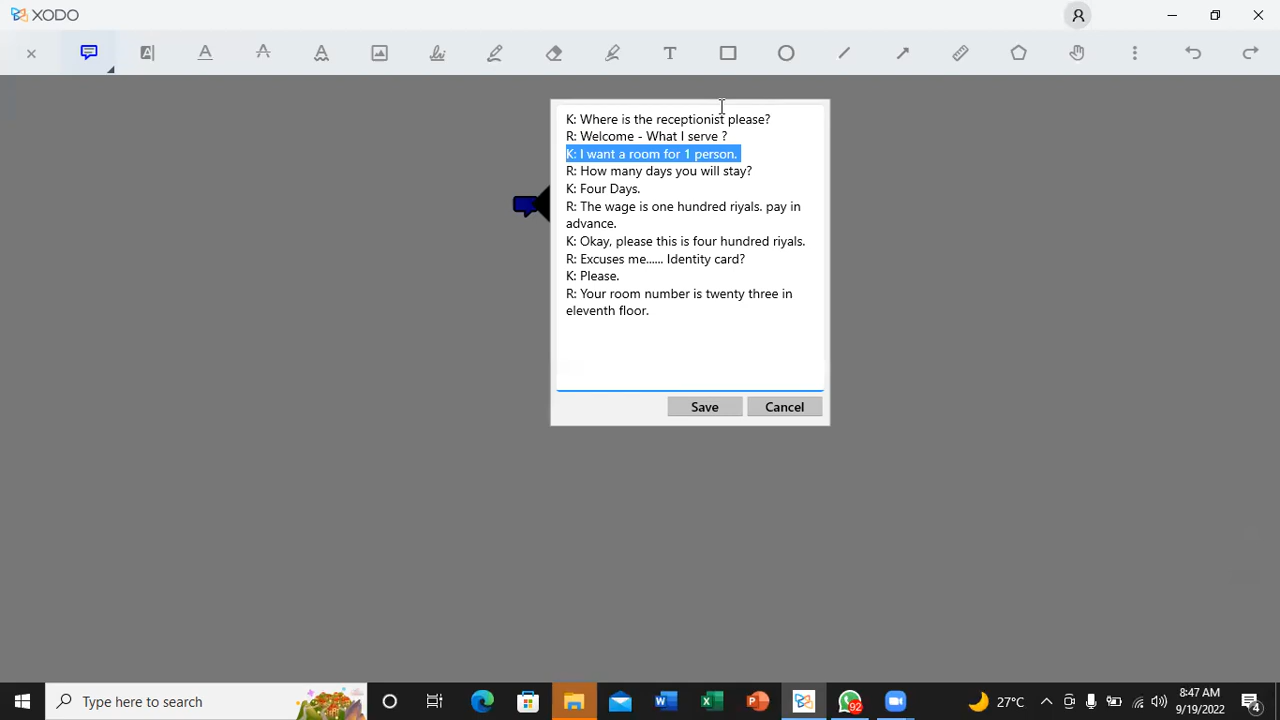 XODO
K: Where is the receptionist please?
R: Welcome - What I serve ?
K: I want a room for 1 person.
R: How many days you will stay?
K: Four Days.
R: The wage is one hundred riyals. pay in
advance.
K: Okay, please this is four hundred riyals.
R: Excuses me...... Identity card?
K: Please.
R: Your room number is twenty three in
eleventh floor.
Save Cancel
Type here to search
92
27°C
8:47 AM
9/19/2022
4